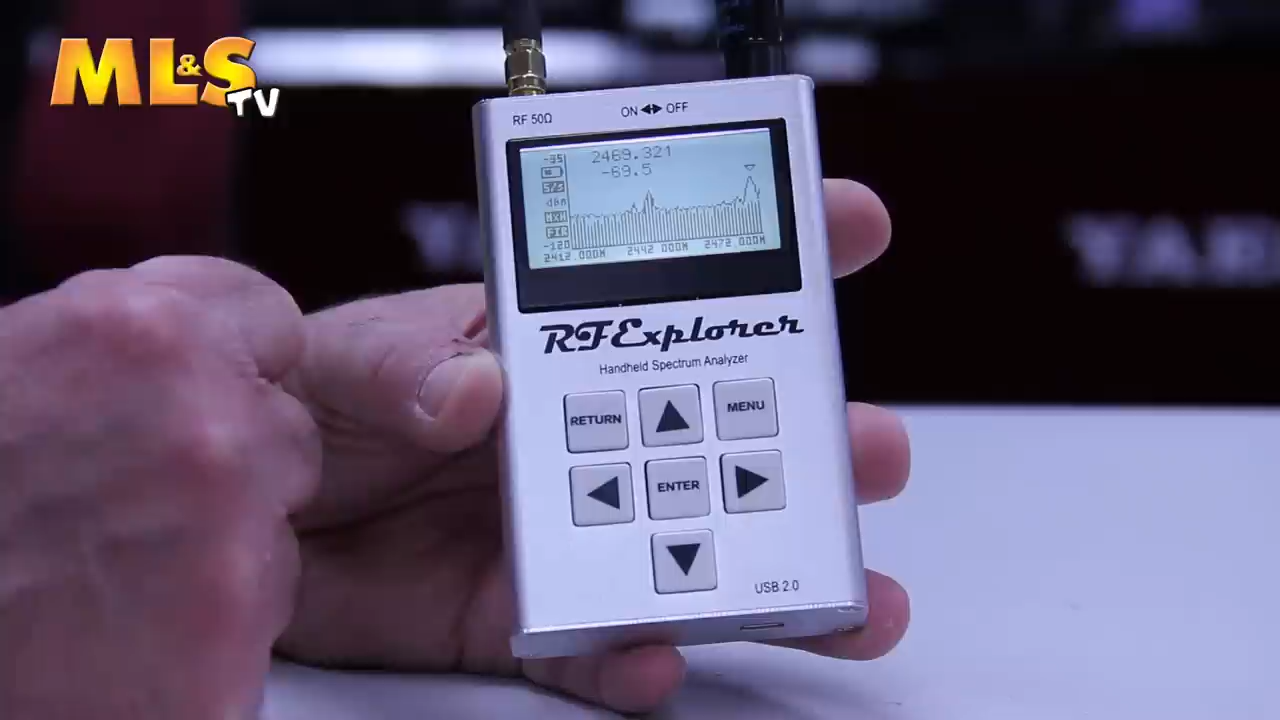 ML&S
TV
RF 50Ω
ON ◀▶ OFF
-35
2469.321
-69.5
dBm
-120
2412.000M 2442.000M 2472.000M
RFExplorer
Handheld Spectrum Analyzer
RETURN
MENU
ENTER
USB 2.0